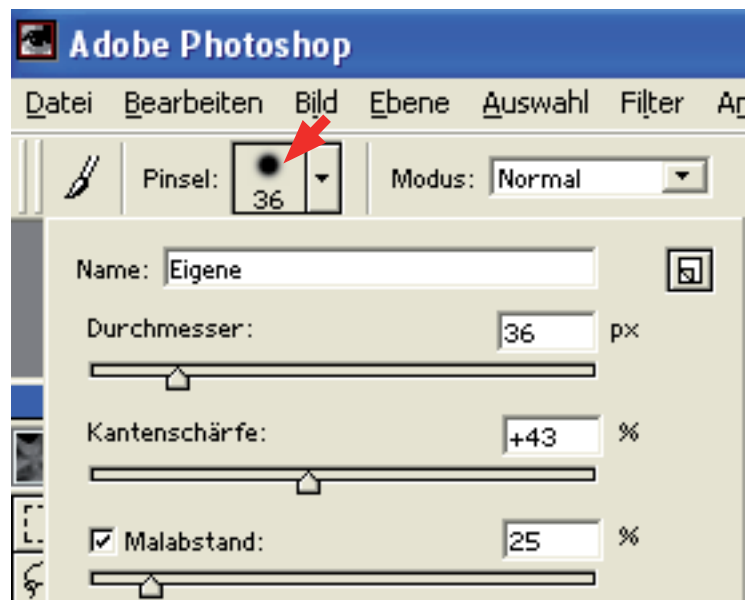 Adobe Photoshop
Datei Bearbeiten Bild Ebene Auswahl Filter
Pinsel: 36 Modus: Normal
Name: Eigene
Durchmesser: 36 px
Kantenschärfe: +43 %
Malabstand: 25 %